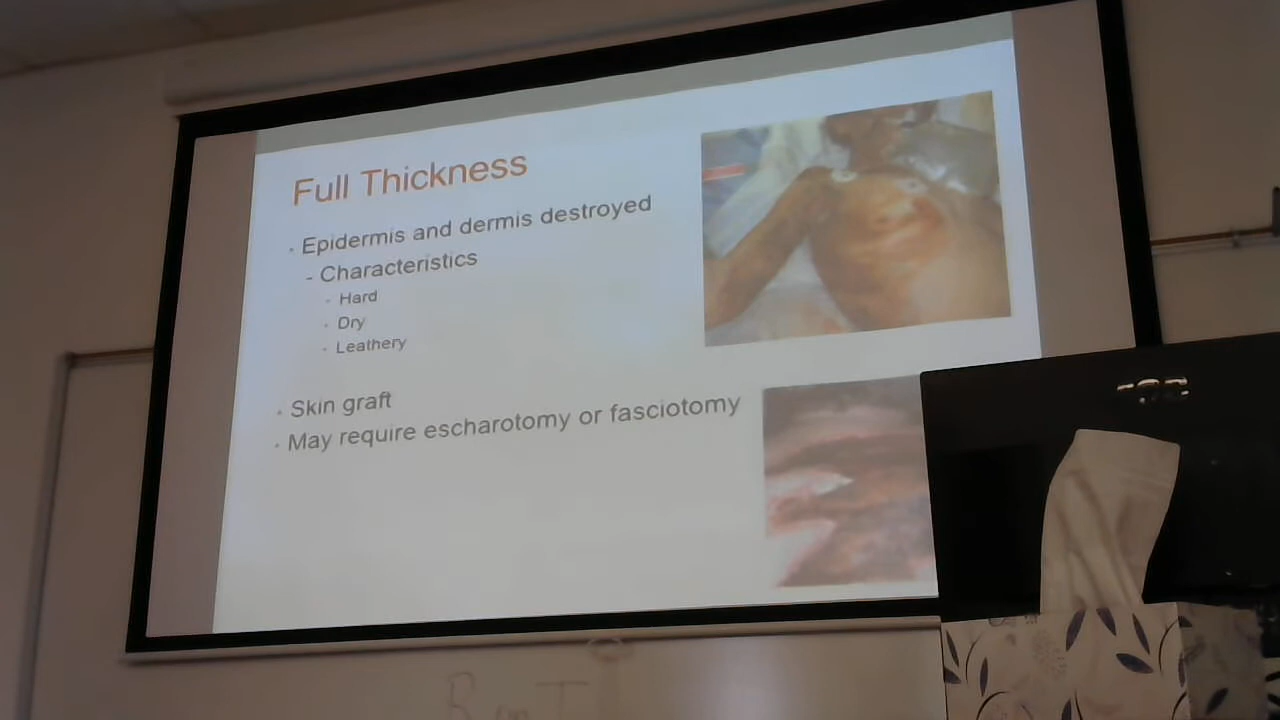 Full Thickness
· Epidermis and dermis destroyed
- Characteristics
· Hard
· Dry
· Leathery
· Skin graft
· May require escharotomy or fasciotomy